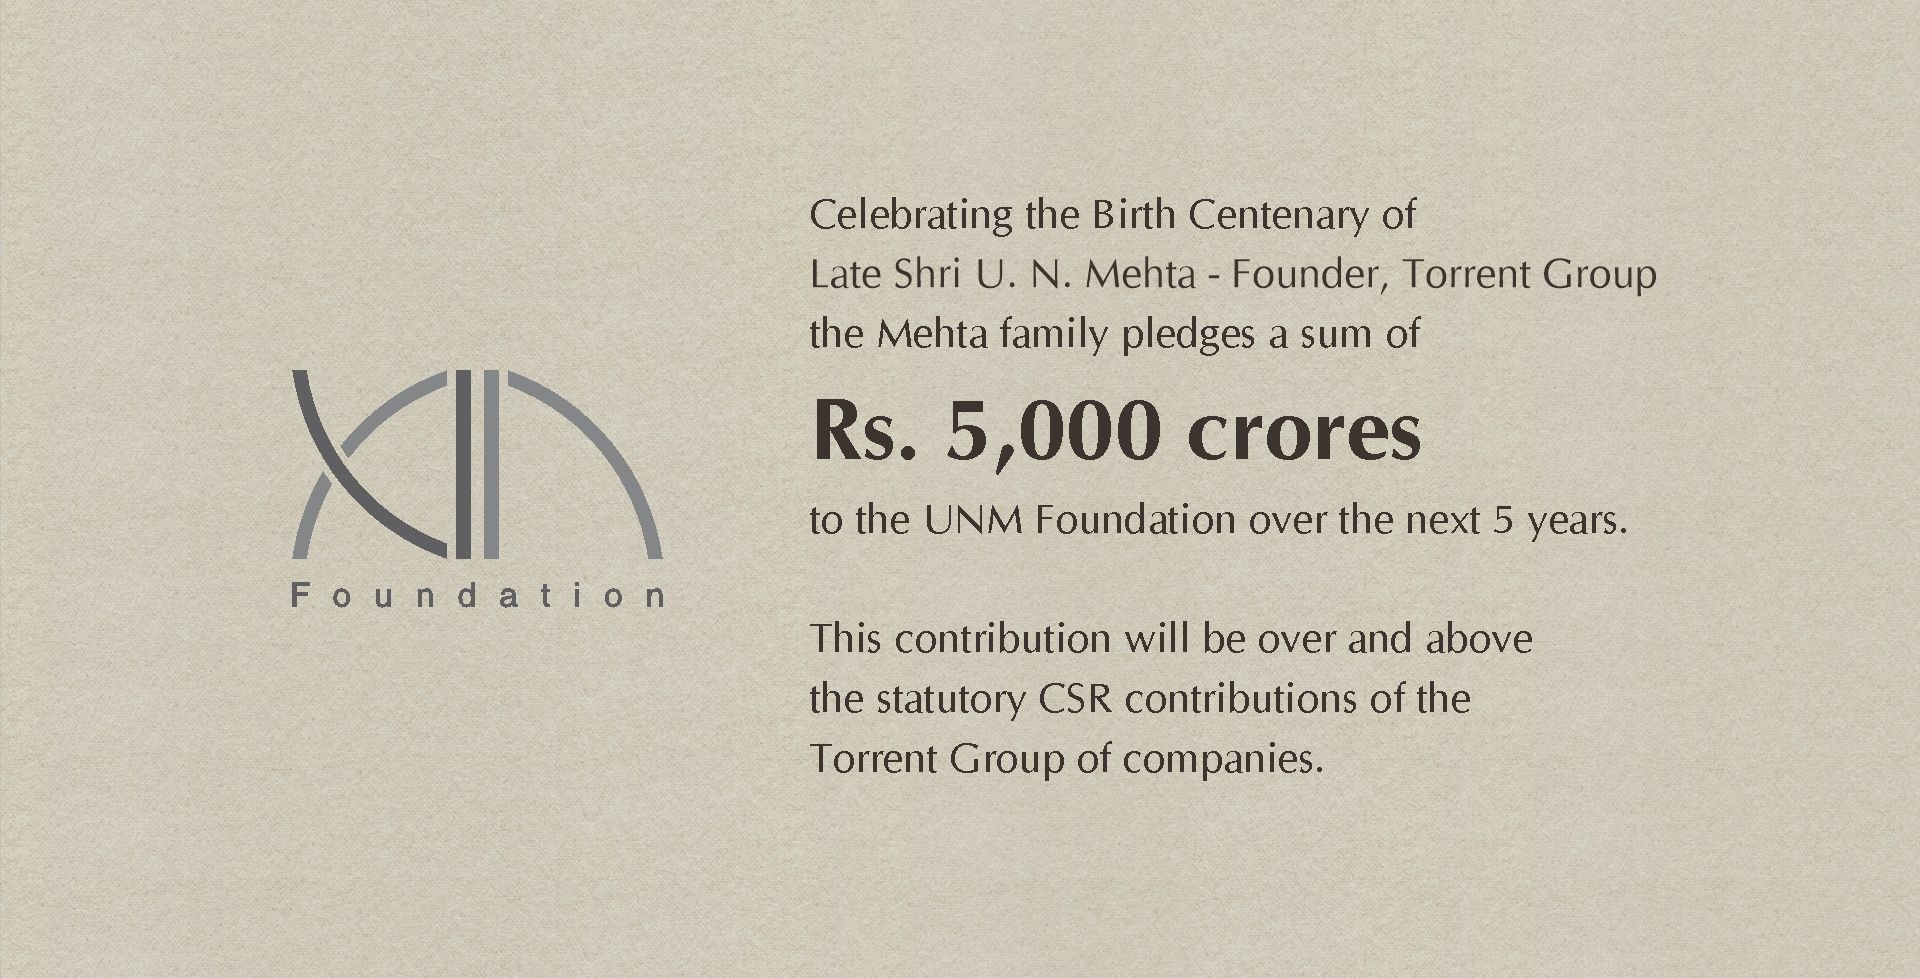 Foundation
Celebrating the Birth Centenary of
Late Shri U. N. Mehta - Founder, Torrent Group
the Mehta family pledges a sum of
Rs. 5,000 crores
to the UNM Foundation over the next 5 years.
This contribution will be over and above
the statutory CSR contributions of the
Torrent Group of companies.